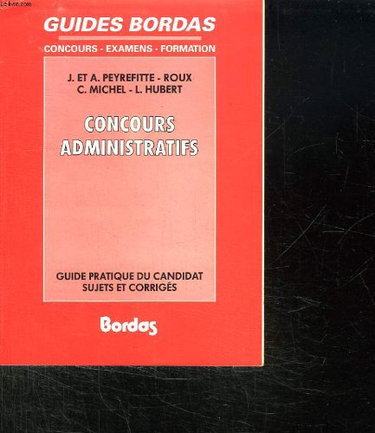 GUIDES BORDAS
CONCOURS - EXAMENS - FORMATION
J. ET A. PEYREFITTE - ROUX
C. MICHEL - L. HUBERT
CONCOURS
ADMINISTRATIFS
GUIDE PRATIQUE DU CANDIDAT
SUJETS ET CORRIGÉS
Bordas